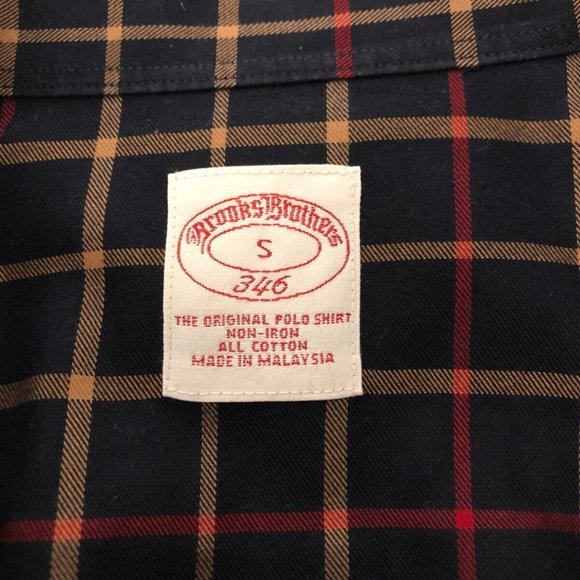 Brooks Brothers
S
346
THE ORIGINAL POLO SHIRT
NON-IRON
ALL COTTON
MADE IN MALAYSIA